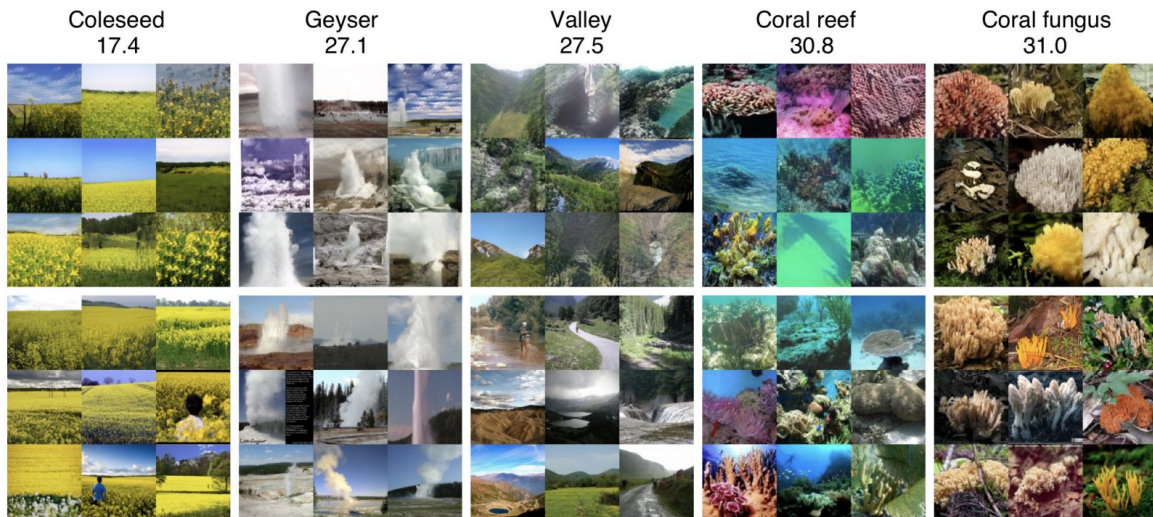 Coleseed
17.4
Geyser
27.1
Valley
27.5
Coral reef
30.8
Coral fungus
31.0